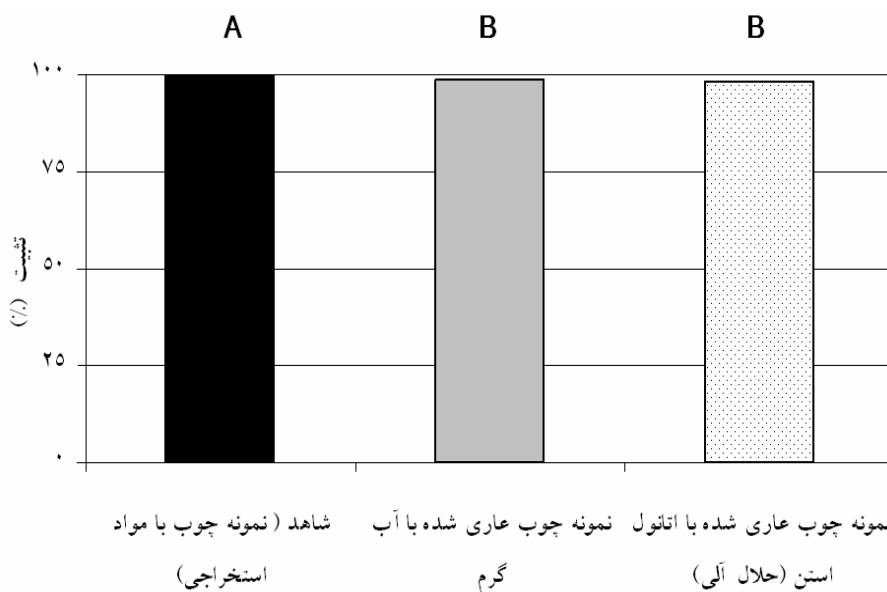 A B B
۱۰۰
۷۵
۵۰
۲۵
۰
تثبیت (٪)
شاهد ( نمونه چوب با مواد
استخراجی)
نمونه چوب عاری شده با آب
گرم
نمونه چوب عاری شده با اتانول
استن (حلال آلی)